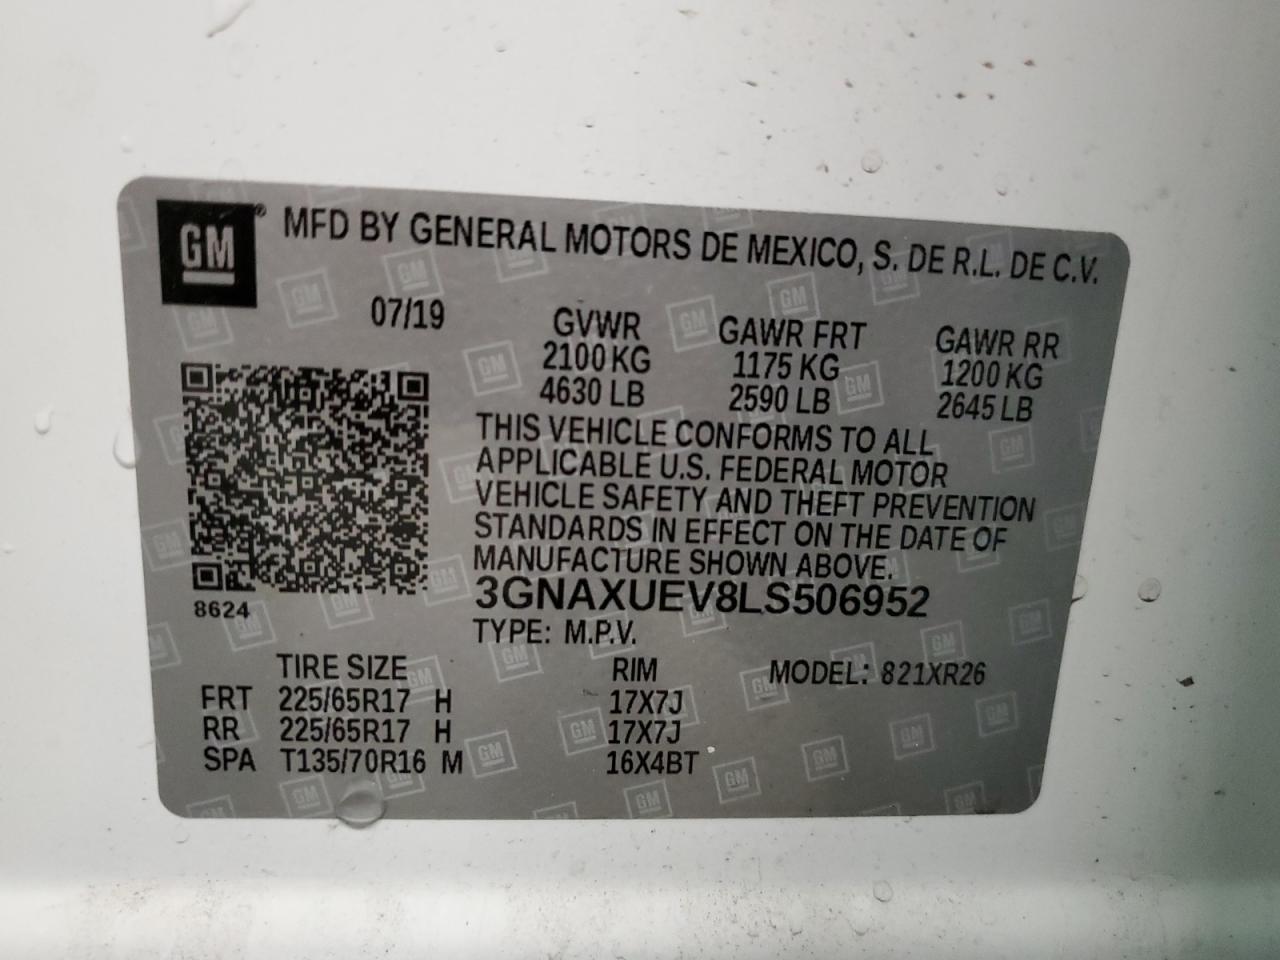 GM® MFD BY GENERAL MOTORS DE MEXICO, S. DE R.L. DE C.V.
07/19
GVWR GAWR FRT GAWR RR
2100 KG 1175 KG 1200 KG
4630 LB 2590 LB 2645 LB
THIS VEHICLE CONFORMS TO ALL
APPLICABLE U.S. FEDERAL MOTOR
VEHICLE SAFETY AND THEFT PREVENTION
STANDARDS IN EFFECT ON THE DATE OF
MANUFACTURE SHOWN ABOVE.
8624
3GNAXUEV8LS506952
TYPE: M.P.V.
TIRE SIZE RIM MODEL: 821XR26
FRT 225/65R17 H 17X7J
RR 225/65R17 H 17X7J
SPA T135/70R16 M 16X4BT